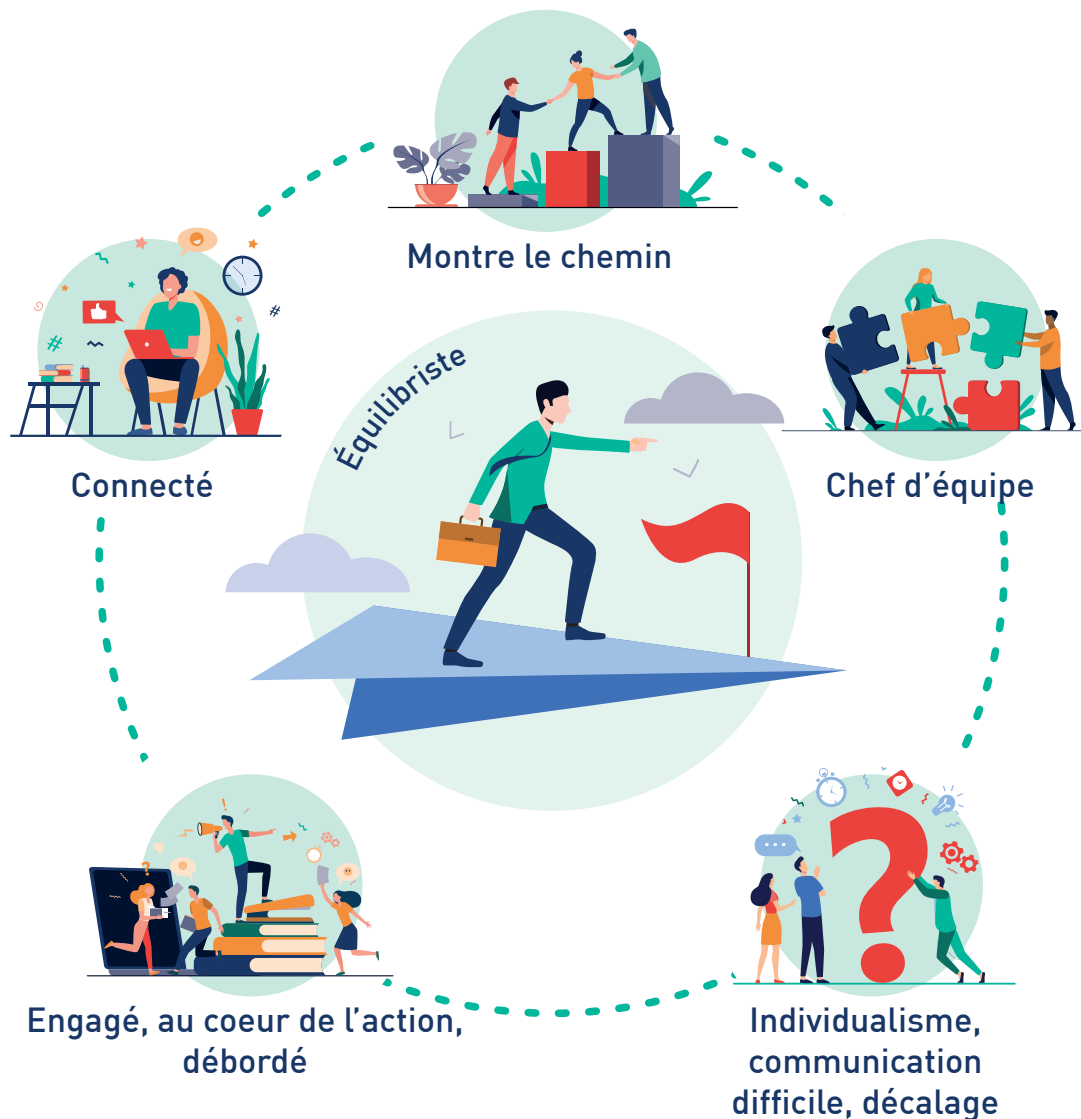 Montre le chemin
Équilibriste
Connecté
Chef d'équipe
Engagé, au coeur de l'action,
débordé
Individualisme,
communication
difficile, décalage